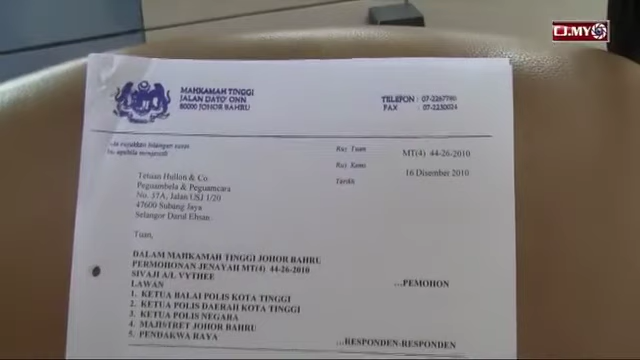 D.MY
MAHKAMAH TINGGI
JALAN DATO' ONN
80000 JOHOR BAHRU
TELEFON : 07-
FAX : 07-2230024
Ruj Tuan
MT(4) 44-26-2010
Ruj Kami
16 Disember 2010
Tarikh
Tetuan Hullon & Co.
Peguambela & Peguamcara
No. 37A, Jalan USJ 1/20
47600 Subang Jaya
Selangor Darul Ehsan.
Tuan,
DALAM MAHKAMAH TINGGI JOHOR BAHRU
PERMOHONAN JENAYAH MT(4) 44-26-2010
SIVAJI A/L VYTHEE
...PEMOHON
LAWAN
1. KETUA BALAI POLIS KOTA TINGGI
2. KETUA POLIS DAERAH KOTA TINGGI
3. KETUA POLIS NEGARA
4. MAJISTRET JOHOR BAHRU
5. PENDAKWA RAYA
...RESPONDEN-RESPONDEN